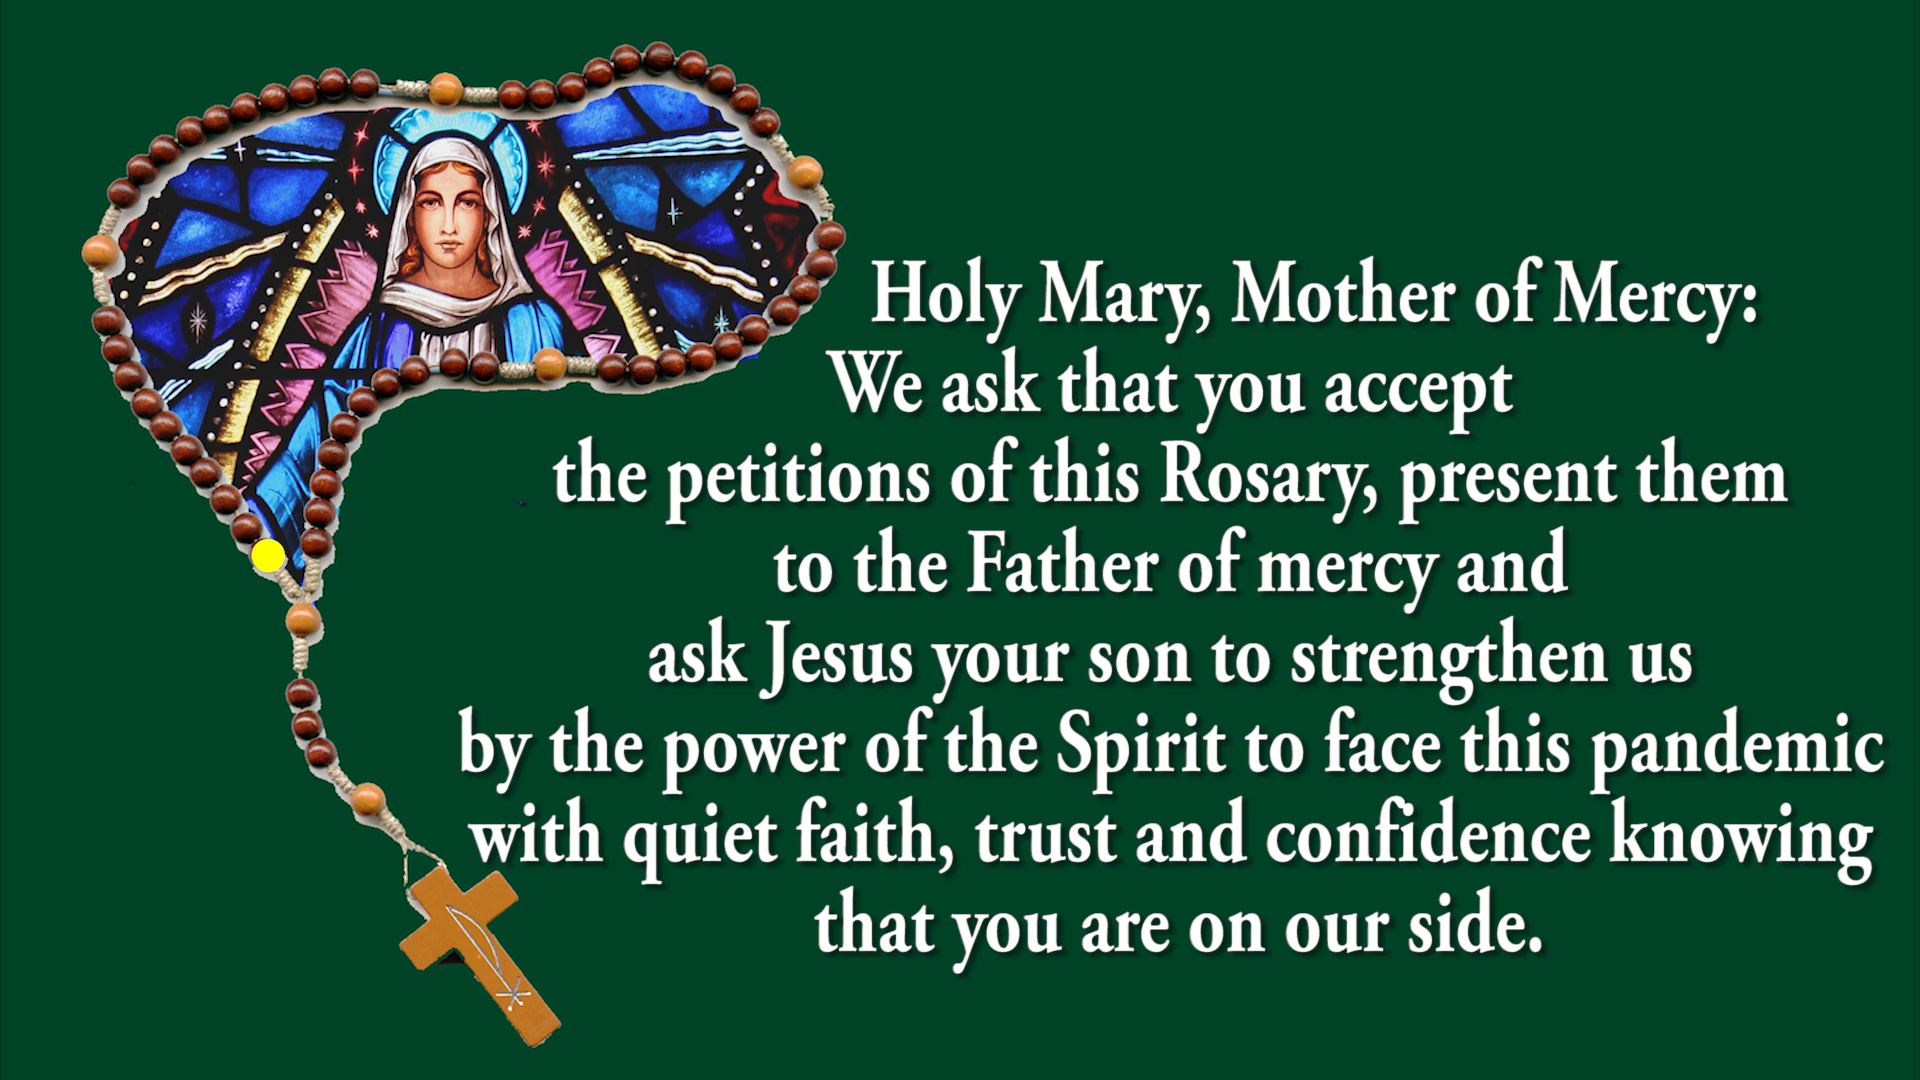 Holy Mary, Mother of Mercy:
We ask that you accept
the petitions of this Rosary, present them
to the Father of mercy and
ask Jesus your son to strengthen us
by the power of the Spirit to face this pandemic
with quiet faith, trust and confidence knowing
that you are on our side.